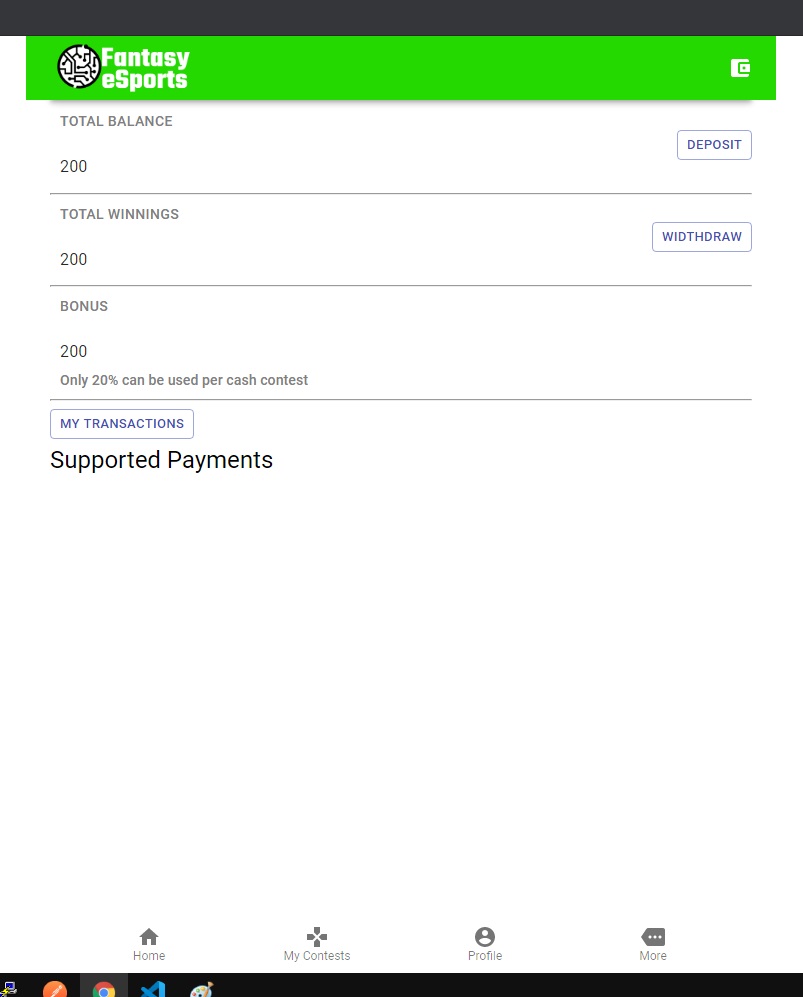 Fantasy
eSports
TOTAL BALANCE
DEPOSIT
200
TOTAL WINNINGS
WIDTHDRAW
200
BONUS
200
Only 20% can be used per cash contest
MY TRANSACTIONS
Supported Payments
Home
My Contests
Profile
More